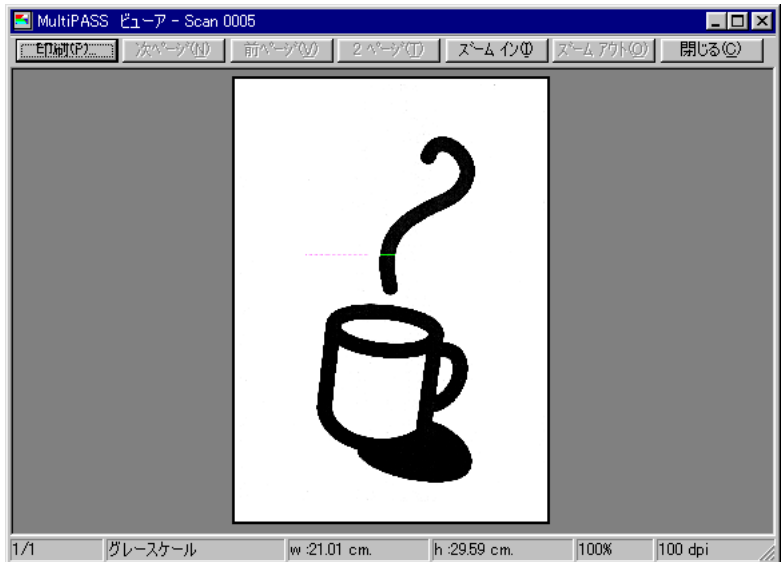 MultiPASS ビューア - Scan 0005
印刷(P)... 次ページ(N) 前ページ(V) 2 ページ(T) ズーム イン(I) ズーム アウト(O) 閉じる(C)
1/1 グレースケール w :21.01 cm. h :29.59 cm. 100% 100 dpi